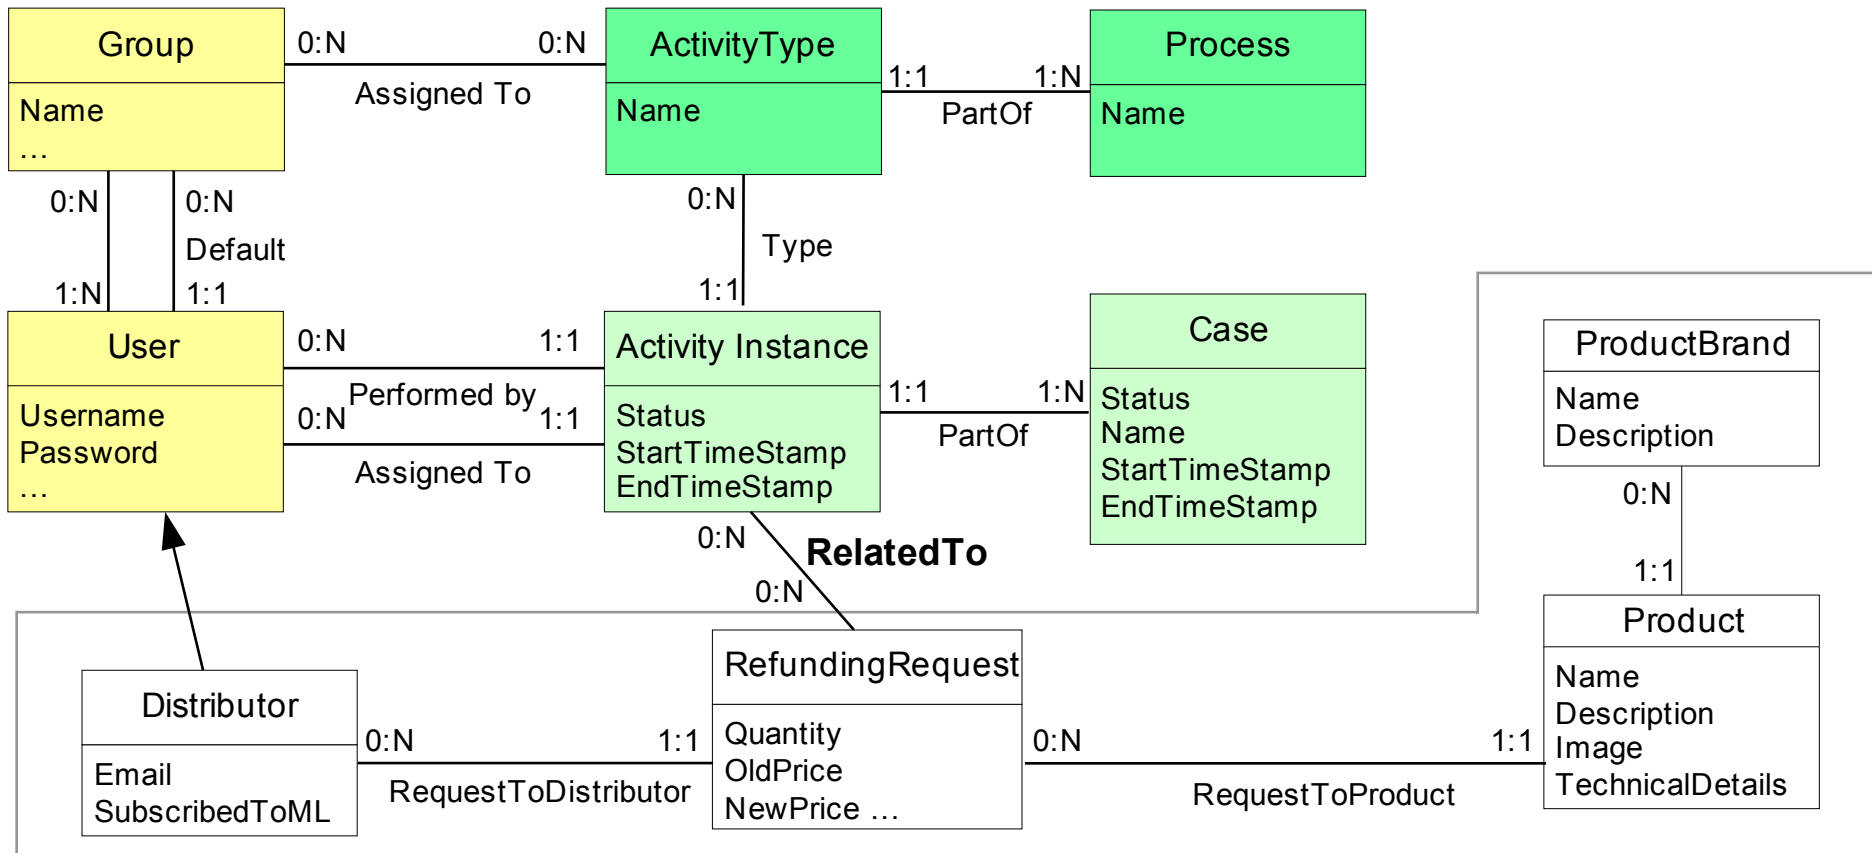 Group
Name
...
0:N
0:N
Assigned To
ActivityType
Name
1:1
1:N
PartOf
Process
Name
0:N
0:N
Default
1:N
1:1
0:N
Type
1:1
User
Username
Password
...
0:N
1:1
Performed by
0:N
1:1
Assigned To
Activity Instance
Status
StartTimeStamp
EndTimeStamp
1:1
1:N
PartOf
Case
Status
Name
StartTimeStamp
EndTimeStamp
ProductBrand
Name
Description
0:N
1:1
0:N
RelatedTo
0:N
Distributor
Email
SubscribedToML
0:N
1:1
RequestToDistributor
RefundingRequest
Quantity
OldPrice
NewPrice ...
0:N
1:1
RequestToProduct
Product
Name
Description
Image
TechnicalDetails